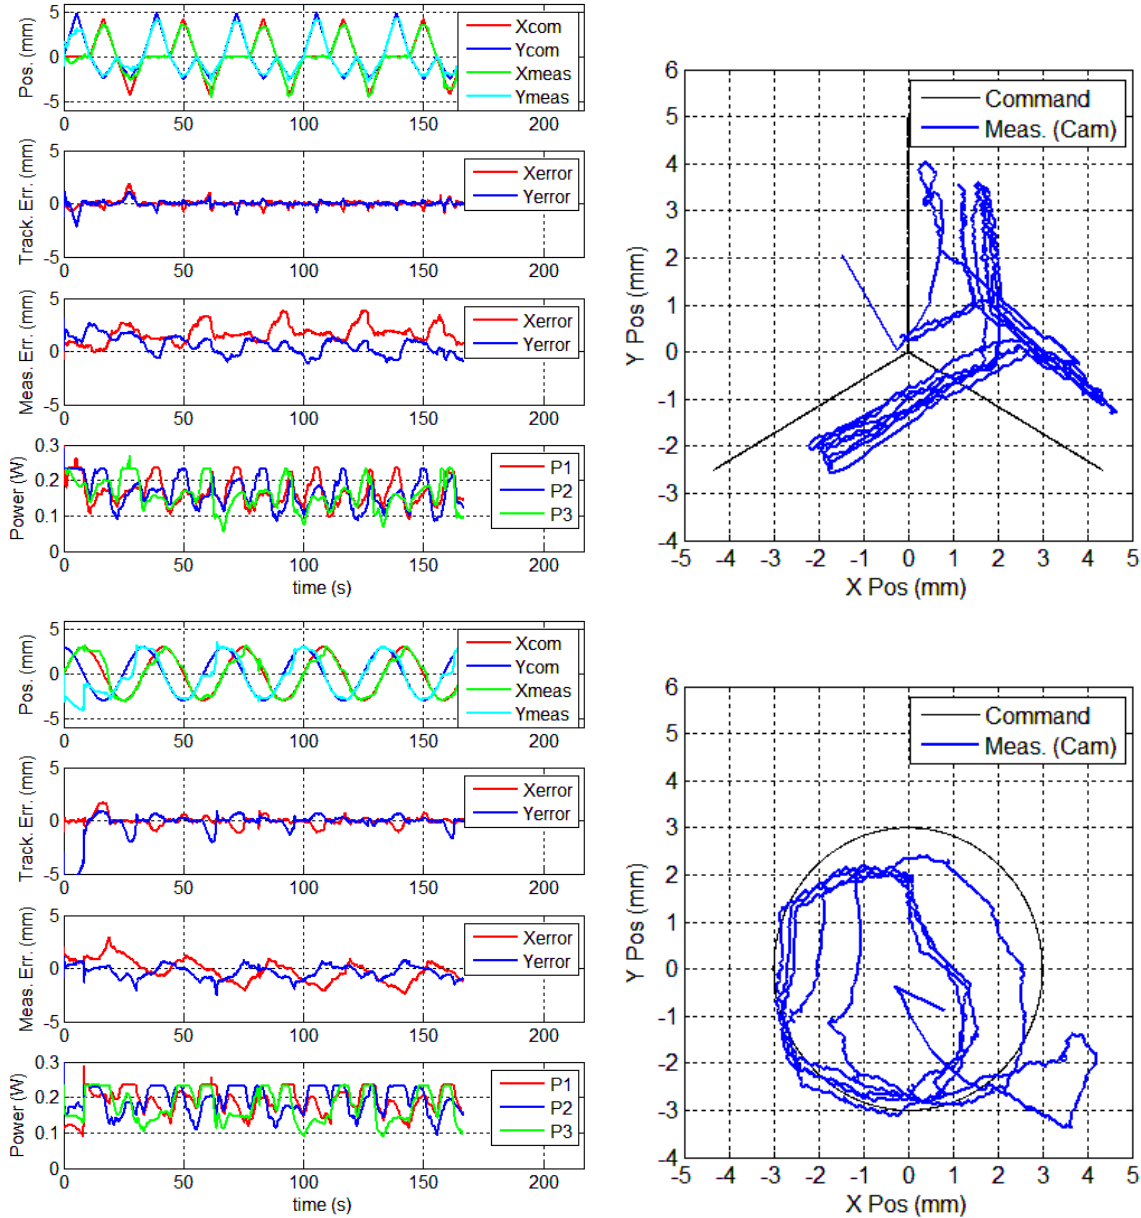 Pos. (mm)
5
0
-5
Xcom
Ycom
Xmeas
Ymeas
0 50 100 150 200
Track. Err. (mm)
5
0
-5
Xerror
Yerror
0 50 100 150 200
Meas. Err. (mm)
5
0
-5
Xerror
Yerror
0 50 100 150 200
Power (W)
0.3
0.2
0.1
0
P1
P2
P3
0 50 100 150 200
time (s)
Y Pos (mm)
6
5
4
3
2
1
0
-1
-2
-3
-4
Command
Meas. (Cam)
-5 -4 -3 -2 -1 0 1 2 3 4 5
X Pos (mm)
Pos. (mm)
5
0
-5
Xcom
Ycom
Xmeas
Ymeas
0 50 100 150 200
Track. Err. (mm)
5
0
-5
Xerror
Yerror
0 50 100 150 200
Meas. Err. (mm)
5
0
-5
Xerror
Yerror
0 50 100 150 200
Power (W)
0.3
0.2
0.1
0
P1
P2
P3
0 50 100 150 200
time (s)
Y Pos (mm)
6
5
4
3
2
1
0
-1
-2
-3
-4
Command
Meas. (Cam)
-5 -4 -3 -2 -1 0 1 2 3 4 5
X Pos (mm)